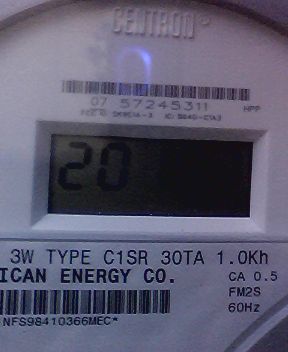 CENTRON
07 57245311 HPP
20
3W TYPE C1SR 30TA 1.0Kh
ICAN ENERGY CO. CA 0.5
FM2S
60Hz
NFS98410366MEC*